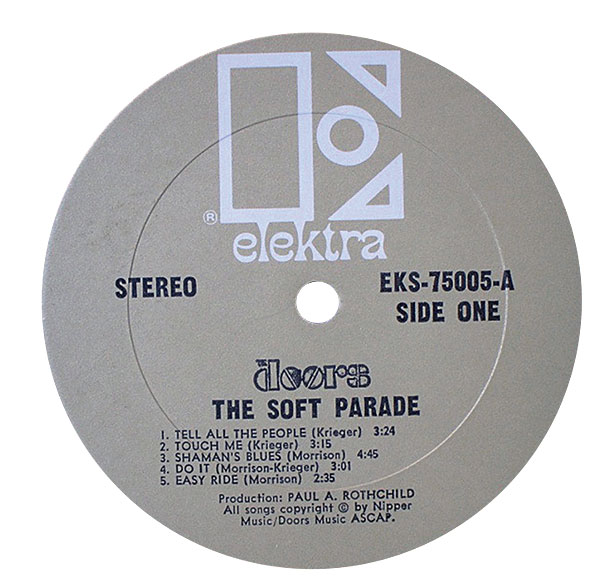 ®
elektra
STEREO
EKS-75005-A
SIDE ONE
THE doors
THE SOFT PARADE
1. TELL ALL THE PEOPLE (Krieger) 3:24
2. TOUCH ME (Krieger) 3:15
3. SHAMAN'S BLUES (Morrison) 4:45
4. DO IT (Morrison-Krieger) 3:01
5. EASY RIDE (Morrison) 2:35
Production: PAUL A. ROTHCHILD
All songs copyright © by Nipper
Music/Doors Music ASCAP.